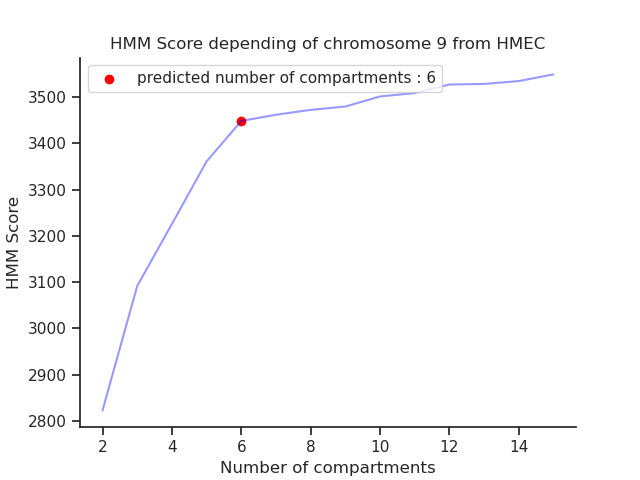 HMM Score depending of chromosome 9 from HMEC
predicted number of compartments : 6
HMM Score
3500
3400
3300
3200
3100
3000
2900
2800
2 4 6 8 10 12 14
Number of compartments